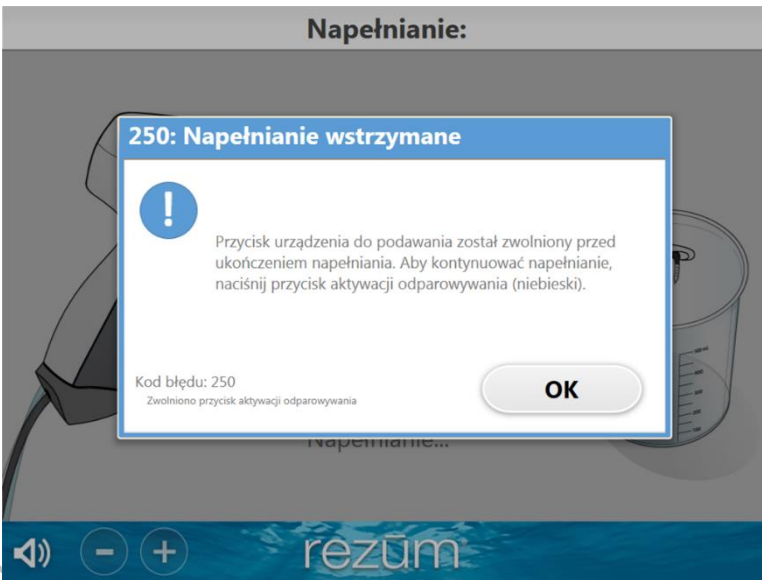 Napełnianie:
250: Napełnianie wstrzymane
!
Przycisk urządzenia do podawania został zwolniony przed
ukończeniem napełniania. Aby kontynuować napełnianie,
naciśnij przycisk aktywacji odparowywania (niebieski).
Kod błędu: 250
Zwolniono przycisk aktywacji odparowywania
OK
Napełnianie...
rezūm